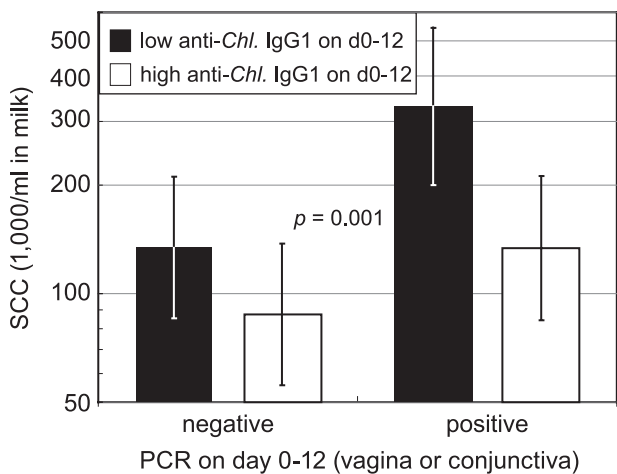 500
400
300
200
100
50
SCC (1,000/ml in milk)
low anti-Chl. IgG1 on d0-12
high anti-Chl. IgG1 on d0-12
p = 0.001
negative
positive
PCR on day 0-12 (vagina or conjunctiva)